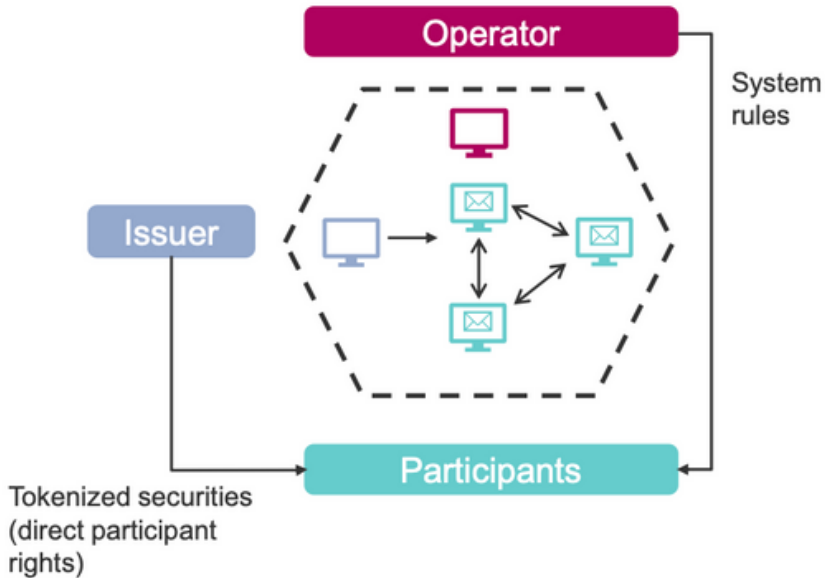 Operator
System
rules
Issuer
Participants
Tokenized securities
(direct participant
rights)